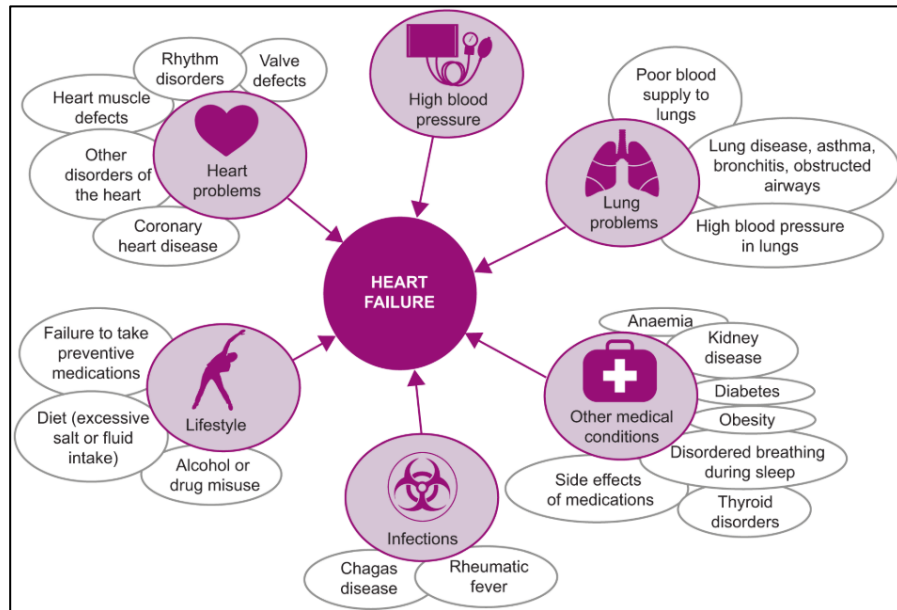 Rhythm
disorders
Valve
defects
Heart muscle
defects
Other
disorders of
the heart
Coronary
heart disease
Heart
problems
High blood
pressure
Poor blood
supply to
lungs
Lung disease, asthma,
bronchitis, obstructed
airways
High blood pressure
in lungs
Lung
problems
HEART
FAILURE
Failure to take
preventive
medications
Diet (excessive
salt or fluid
intake)
Alcohol or
drug misuse
Lifestyle
Infections
Chagas
disease
Rheumatic
fever
Anaemia
Kidney
disease
Diabetes
Obesity
Disordered breathing
during sleep
Thyroid
disorders
Side effects
of medications
Other medical
conditions